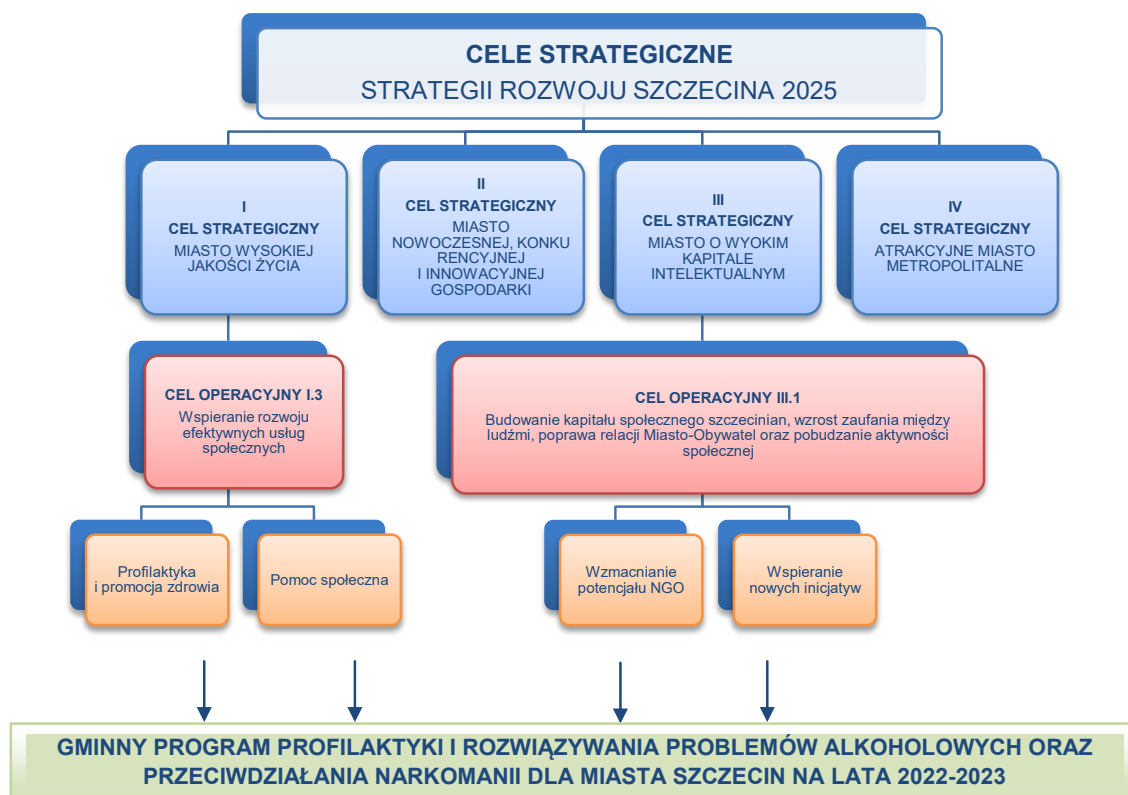 CELE STRATEGICZNE
STRATEGII ROZWOJU SZCZECINA 2025
I
CEL STRATEGICZNY
MIASTO WYSOKIEJ
JAKOŚCI ŻYCIA
II
CEL STRATEGICZNY
MIASTO
NOWOCZESNEJ, KONKU
RENCYJNEJ
I INNOWACYJNEJ
GOSPODARKI
III
CEL STRATEGICZNY
MIASTO O WYOKIM
KAPITALE
INTELEKTUALNYM
IV
CEL STRATEGICZNY
ATRAKCYJNE MIASTO
METROPOLITALNE
CEL OPERACYJNY I.3
Wspieranie rozwoju
efektywnych usług
społecznych
CEL OPERACYJNY III.1
Budowanie kapitału społecznego szczecinian, wzrost zaufania między
ludźmi, poprawa relacji Miasto-Obywatel oraz pobudzanie aktywności
społecznej
Profilaktyka
i promocja zdrowia
Pomoc społeczna
Wzmacnianie
potencjału NGO
Wspieranie
nowych inicjatyw
GMINNY PROGRAM PROFILAKTYKI I ROZWIĄZYWANIA PROBLEMÓW ALKOHOLOWYCH ORAZ
PRZECIWDZIAŁANIA NARKOMANII DLA MIASTA SZCZECIN NA LATA 2022-2023